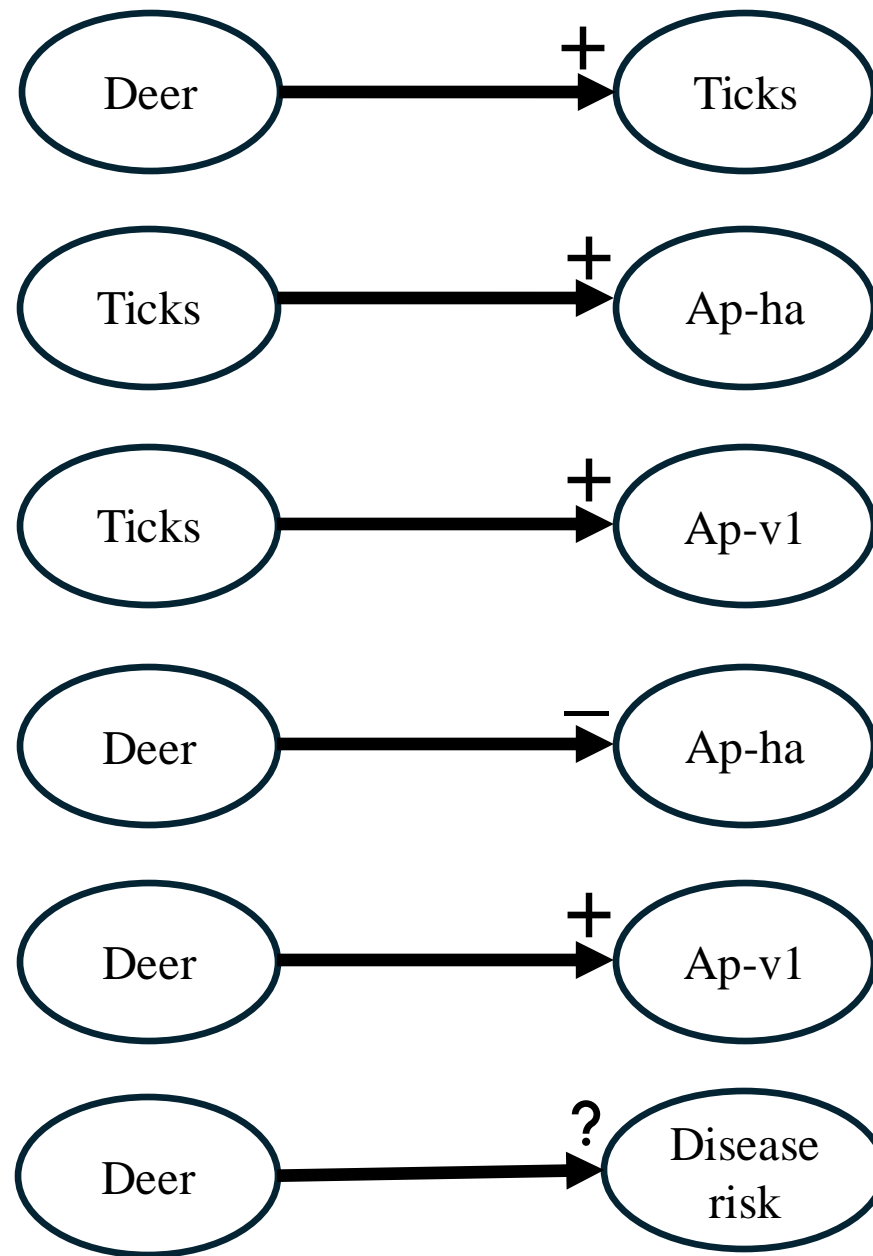 Deer + Ticks
Ticks + Ap-ha
Ticks + Ap-v1
Deer − Ap-ha
Deer + Ap-v1
Deer ? Disease
risk